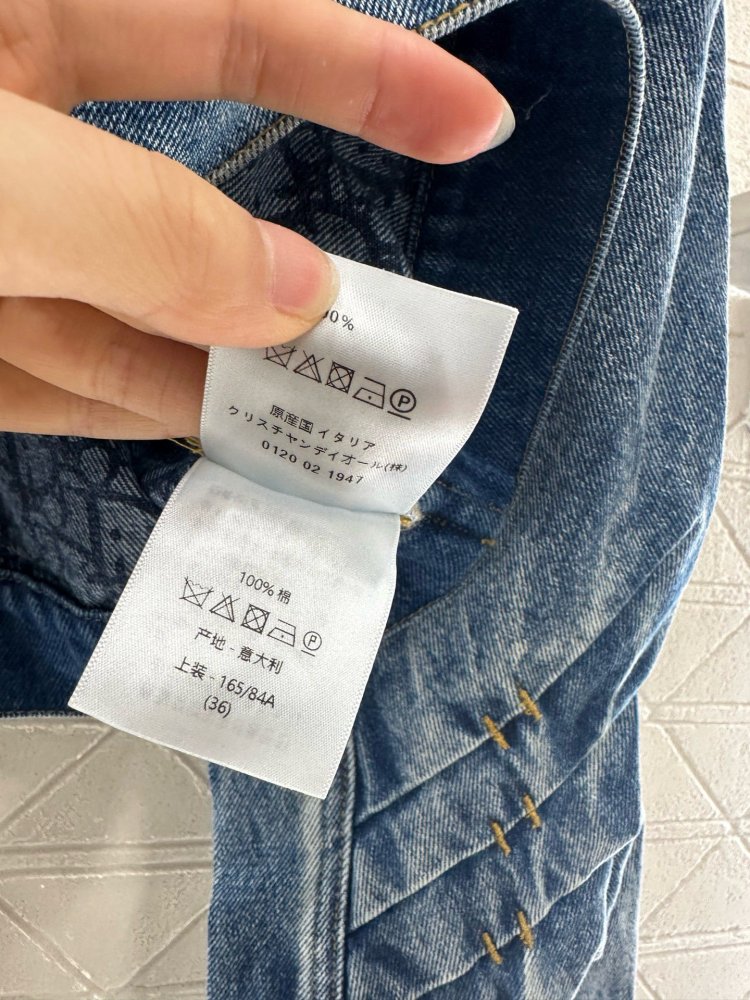 00%
P
原産国 イタリア
クリスチャンディオール(株)
0120 02 1947
100% 棉
P
产地 - 意大利
上装 - 165/84A
(36)